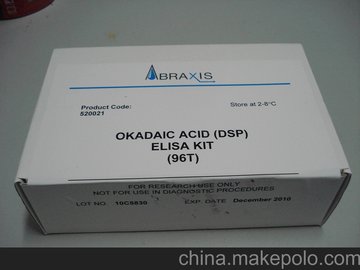 ABRAXIS
Product Code:
520021
Store at 2-8°C
OKADAIC ACID (DSP)
ELISA KIT
(96T)
FOR RESEARCH USE ONLY
NOT FOR USE IN DIAGNOSTIC PROCEDURES
LOT NO 10C5830 EXP DATE December 2010
china.makepolo.com